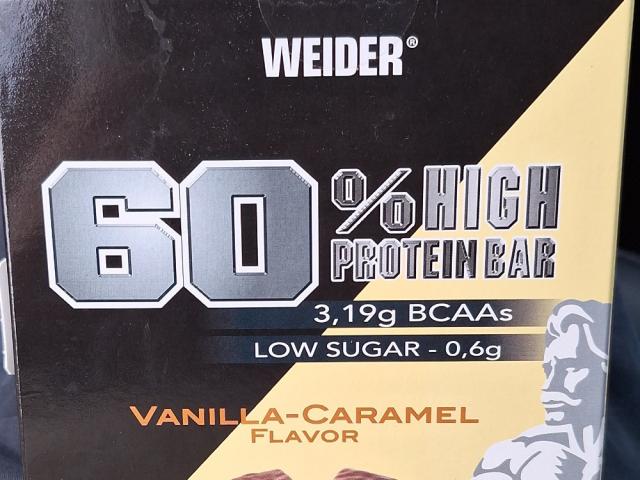 WEIDER®
60% HIGH
PROTEIN BAR
3,19g BCAAs
LOW SUGAR - 0,6g
VANILLA-CARAMEL
FLAVOR